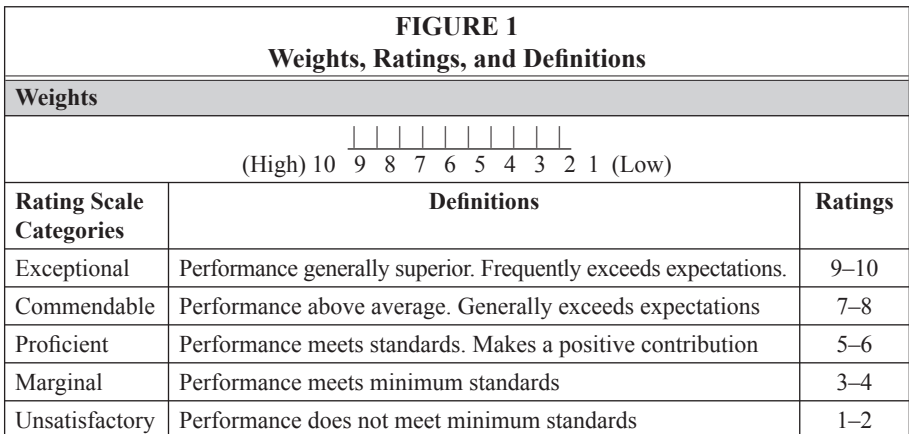 FIGURE 1
Weights, Ratings, and Definitions
Weights
(High) 10 9 8 7 6 5 4 3 2 1 (Low)
Rating Scale Categories Definitions Ratings
Exceptional Performance generally superior. Frequently exceeds expectations. 9–10
Commendable Performance above average. Generally exceeds expectations 7–8
Proficient Performance meets standards. Makes a positive contribution 5–6
Marginal Performance meets minimum standards 3–4
Unsatisfactory Performance does not meet minimum standards 1–2